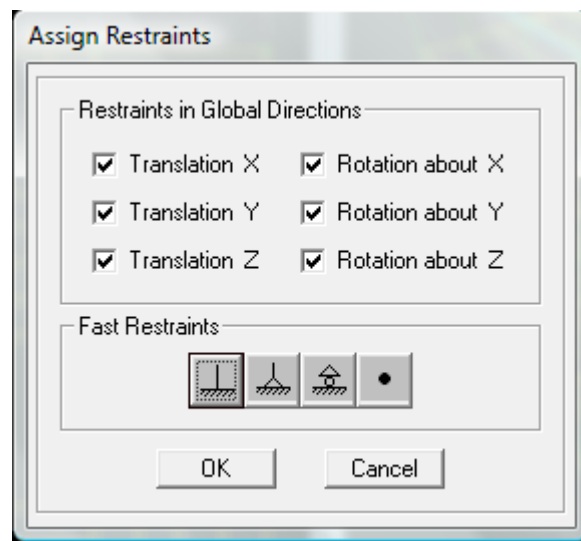 Assign Restraints
Restraints in Global Directions
Translation X Rotation about X
Translation Y Rotation about Y
Translation Z Rotation about Z
Fast Restraints
OK Cancel